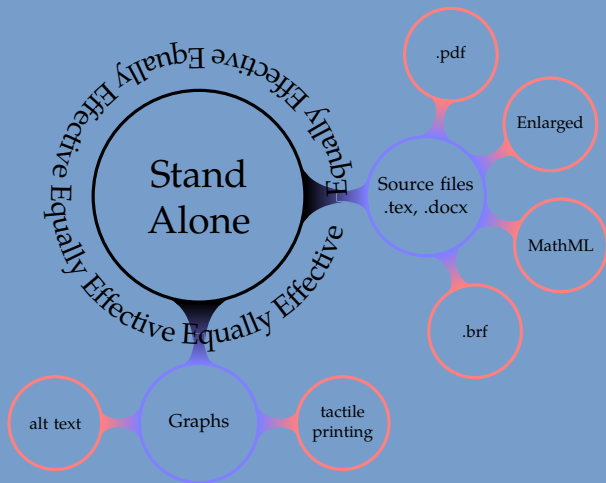 Equally Effective Equally Effective Equally Effective Equally Effective
Stand
Alone
Source files
.tex, .docx
.pdf
Enlarged
MathML
.brf
Graphs
alt text
tactile
printing